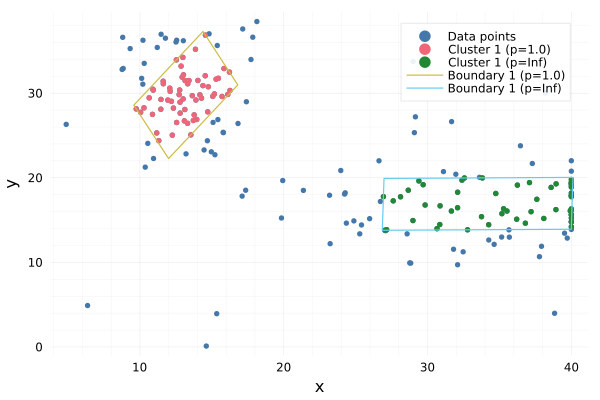 Data points
Cluster 1 (p=1.0)
Cluster 1 (p=Inf)
Boundary 1 (p=1.0)
Boundary 1 (p=Inf)
30
20
10
0
y
10 20 30 40
x